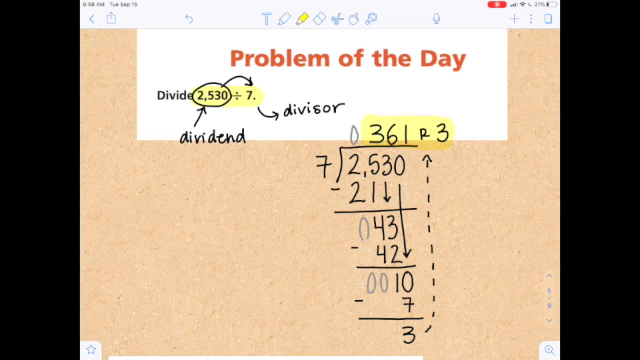 9:58 AM Tue Sep 15
21%
Problem of the Day
Divide 2,530 ÷ 7.
divisor
dividend
0 361 R 3
7 2,530
- 21
043
- 42
0010
- 7
3